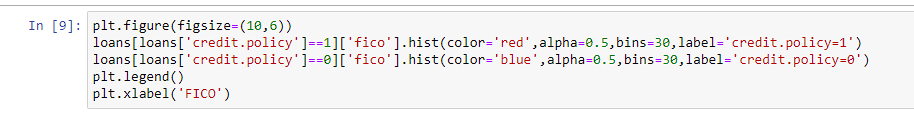 In [9]: plt.figure(figsize=(10,6))
loans[loans['credit.policy']==1]['fico'].hist(color='red',alpha=0.5,bins=30,label='credit.policy=1')
loans[loans['credit.policy']==0]['fico'].hist(color='blue',alpha=0.5,bins=30,label='credit.policy=0')
plt.legend()
plt.xlabel('FICO')